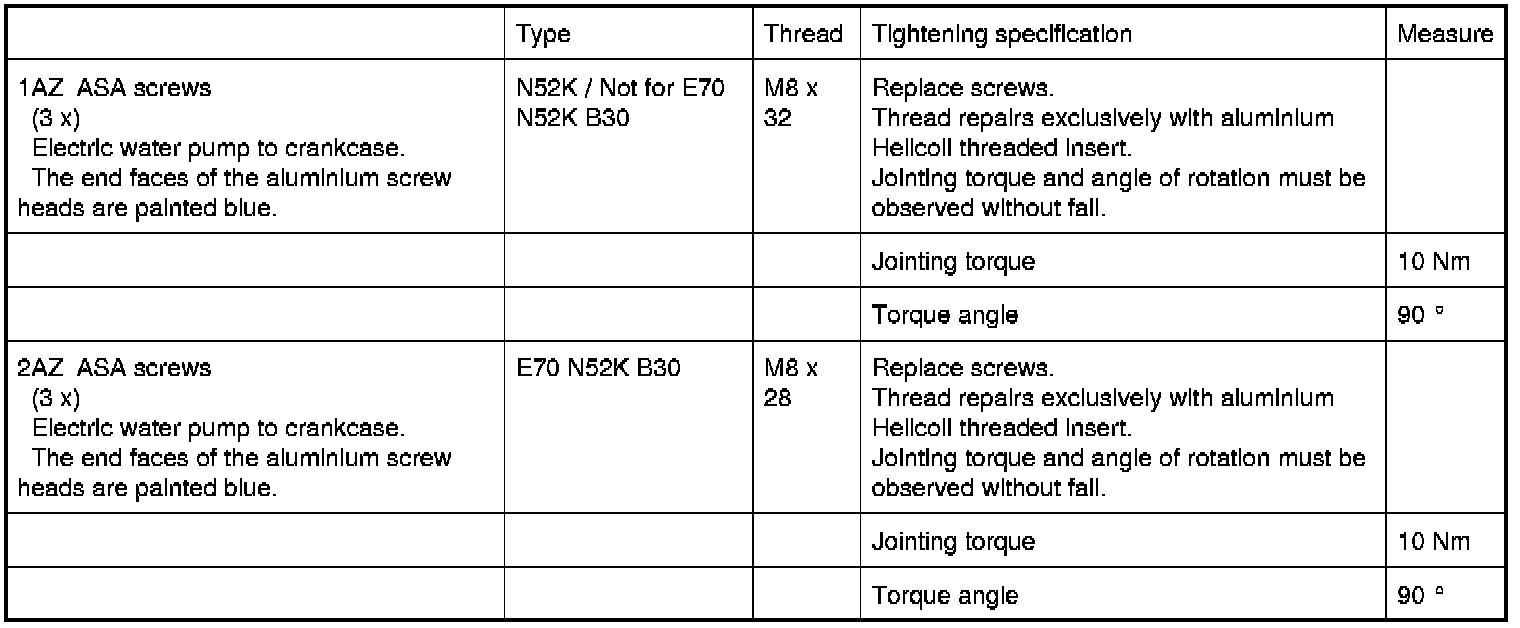 Type Thread Tightening specification Measure
1AZ ASA screws N52K / Not for E70 M8 x Replace screws.
(3 x) N52K B30 32 Thread repairs exclusively with aluminium
Electric water pump to crankcase. Helicoil threaded insert.
The end faces of the aluminium screw Jointing torque and angle of rotation must be
heads are painted blue. observed without fail.
Jointing torque 10 Nm
Torque angle 90 °
2AZ ASA screws E70 N52K B30 M8 x Replace screws.
(3 x) 28 Thread repairs exclusively with aluminium
Electric water pump to crankcase. Helicoil threaded insert.
The end faces of the aluminium screw Jointing torque and angle of rotation must be
heads are painted blue. observed without fail.
Jointing torque 10 Nm
Torque angle 90 °